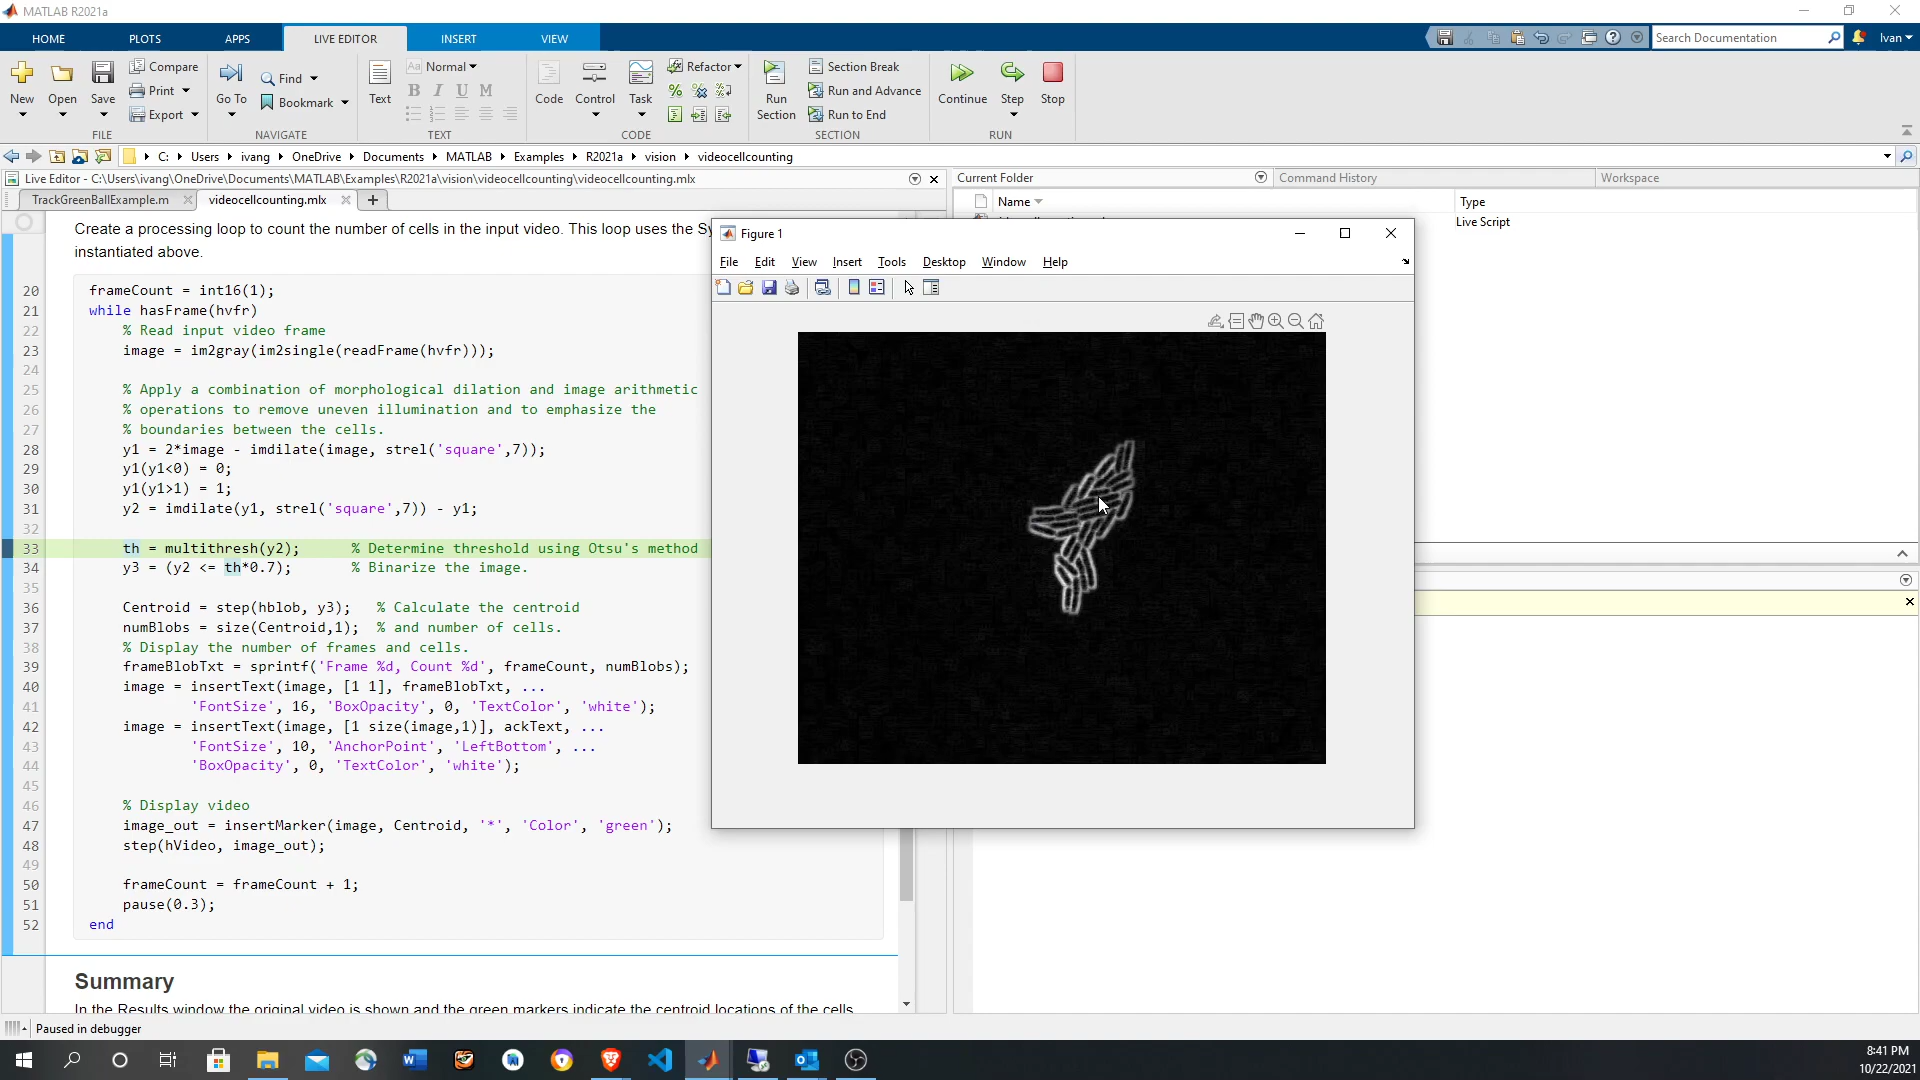 MATLAB R2021a
HOME PLOTS APPS LIVE EDITOR INSERT VIEW
Search Documentation
Ivan
New Open Save
Compare
Print
Export
FILE
Go To
Find
Bookmark
NAVIGATE
Text
Normal
B I U M
TEXT
Code Control Task
Refactor
CODE
Run
Section
Section Break
Run and Advance
Run to End
SECTION
Continue Step Stop
RUN
C: Users ivang OneDrive Documents MATLAB Examples R2021a vision videocellcounting
Live Editor - C:\Users\ivang\OneDrive\Documents\MATLAB\Examples\R2021a\vision\videocellcounting\videocellcounting.mlx
TrackGreenBallExample.m videocellcounting.mlx
Current Folder Command History Workspace
Name Type
Live Script
Create a processing loop to count the number of cells in the input video. This loop uses the
instantiated above.
20 frameCount = int16(1);
21 while hasFrame(hvfr)
22 % Read input video frame
23 image = im2gray(im2single(readFrame(hvfr)));
24
25 % Apply a combination of morphological dilation and image arithmetic
26 % operations to remove uneven illumination and to emphasize the
27 % boundaries between the cells.
28 y1 = 2*image - imdilate(image, strel('square',7));
29 y1(y1<0) = 0;
30 y1(y1>1) = 1;
31 y2 = imdilate(y1, strel('square',7)) - y1;
32
33 th = multithresh(y2); % Determine threshold using Otsu's method
34 y3 = (y2 <= th*0.7); % Binarize the image.
35
36 Centroid = step(hblob, y3); % Calculate the centroid
37 numBlobs = size(Centroid,1); % and number of cells.
38 % Display the number of frames and cells.
39 frameBlobTxt = sprintf('Frame %d, Count %d', frameCount, numBlobs);
40 image = insertText(image, [1 1], frameBlobTxt, ...
41 'FontSize', 16, 'BoxOpacity', 0, 'TextColor', 'white');
42 image = insertText(image, [1 size(image,1)], ackText, ...
43 'FontSize', 10, 'AnchorPoint', 'LeftBottom', ...
44 'BoxOpacity', 0, 'TextColor', 'white');
45
46 % Display video
47 image_out = insertMarker(image, Centroid, '*', 'Color', 'green');
48 step(hVideo, image_out);
49
50 frameCount = frameCount + 1;
51 pause(0.3);
52 end
Summary
In the Results window the original video is shown and the green markers indicate the centroid locations of the cells
Figure 1
File Edit View Insert Tools Desktop Window Help
Paused in debugger
8:41 PM
10/22/2021